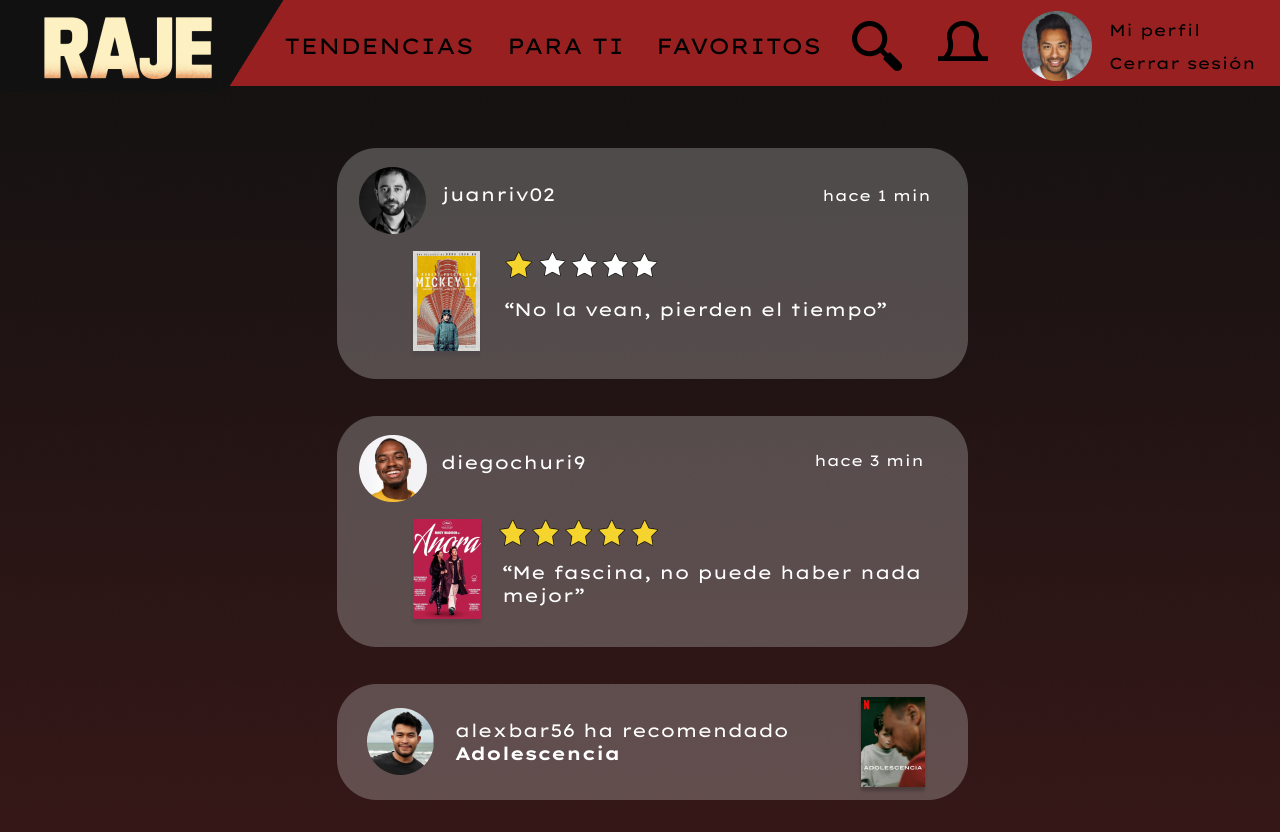 RAJE
TENDENCIAS
PARA TI
FAVORITOS
Mi perfil
Cerrar sesión
juanriv02
hace 1 min
MICKEY 17
“No la vean, pierden el tiempo”
diegochuri9
hace 3 min
Anora
“Me fascina, no puede haber nada
mejor”
alexbar56 ha recomendado
Adolescencia
N
ADOLESCENCIA